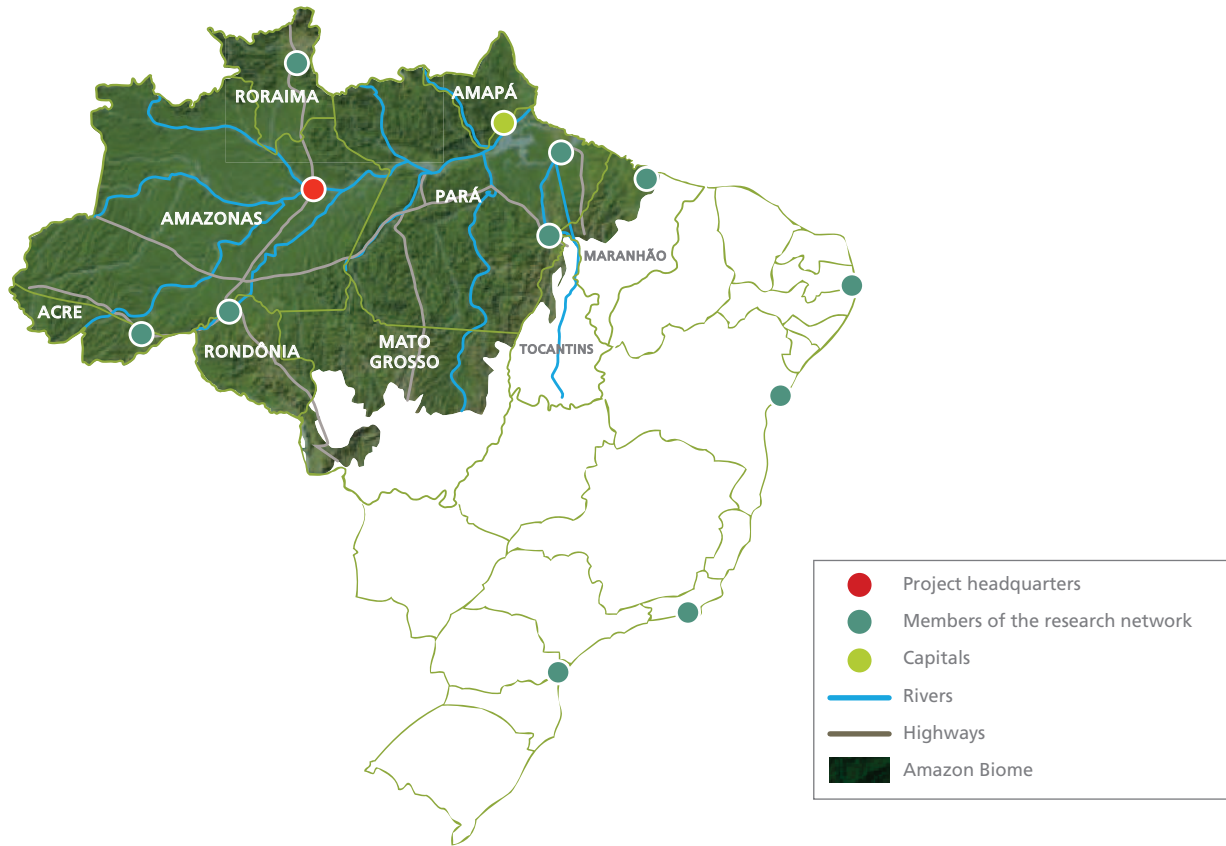 RORAIMA
AMAPÁ
PARÁ
AMAZONAS
MARANHÃO
ACRE
RONDÔNIA
MATO
GROSSO
TOCANTINS
Project headquarters
Members of the research network
Capitals
Rivers
Highways
Amazon Biome